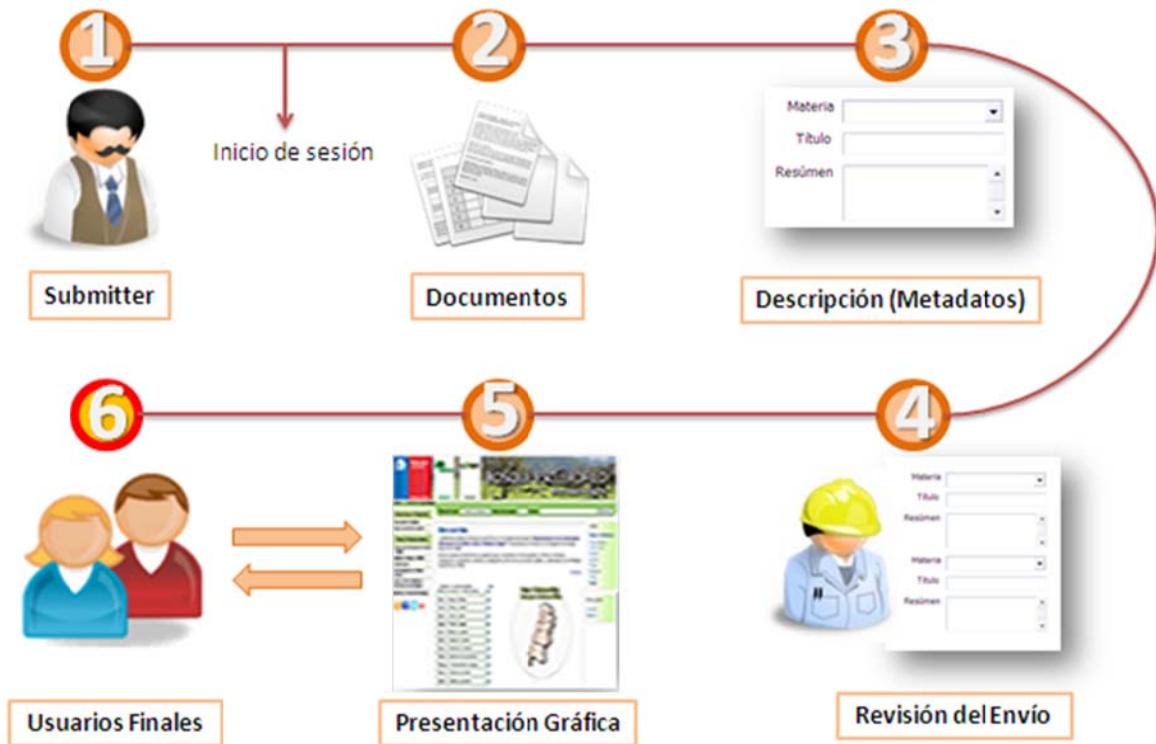 1
2
3
Inicio de sesión
Materia
Título
Resúmen
Submitter
Documentos
Descripción (Metadatos)
6
5
4
Materia
Título
Resúmen
Materia
Título
Resúmen
Usuarios Finales
Presentación Gráfica
Revisión del Envío